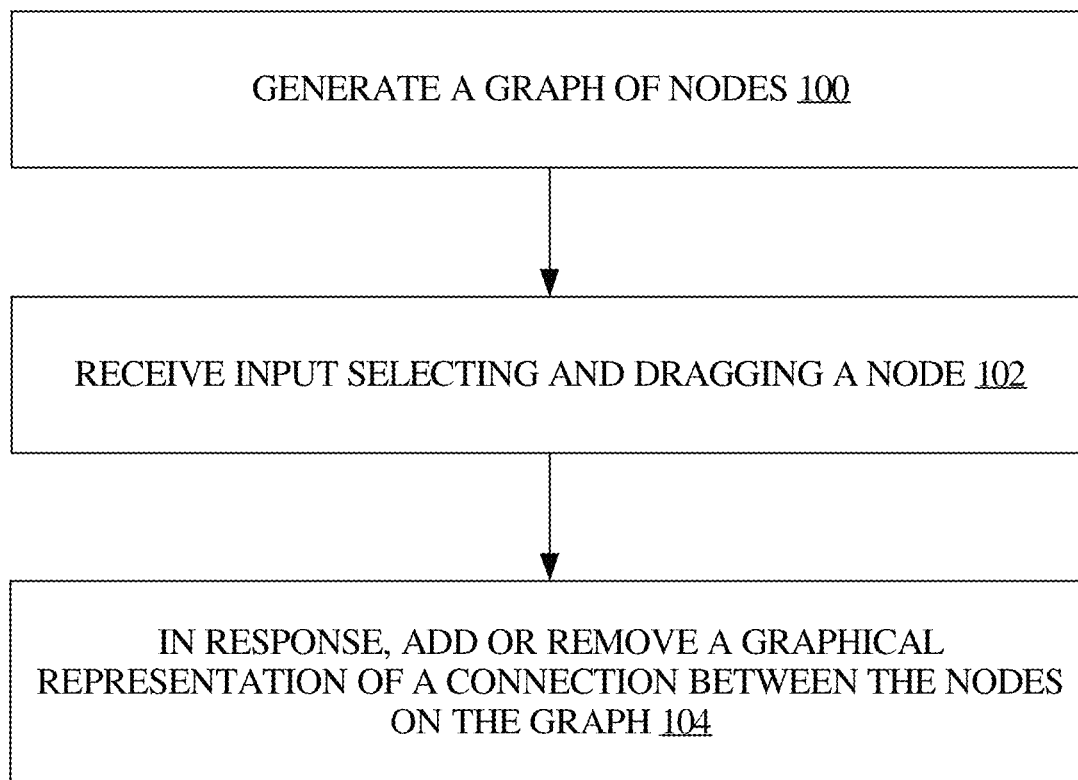 GENERATE A GRAPH OF NODES 100
RECEIVE INPUT SELECTING AND DRAGGING A NODE 102
IN RESPONSE, ADD OR REMOVE A GRAPHICAL
REPRESENTATION OF A CONNECTION BETWEEN THE NODES
ON THE GRAPH 104